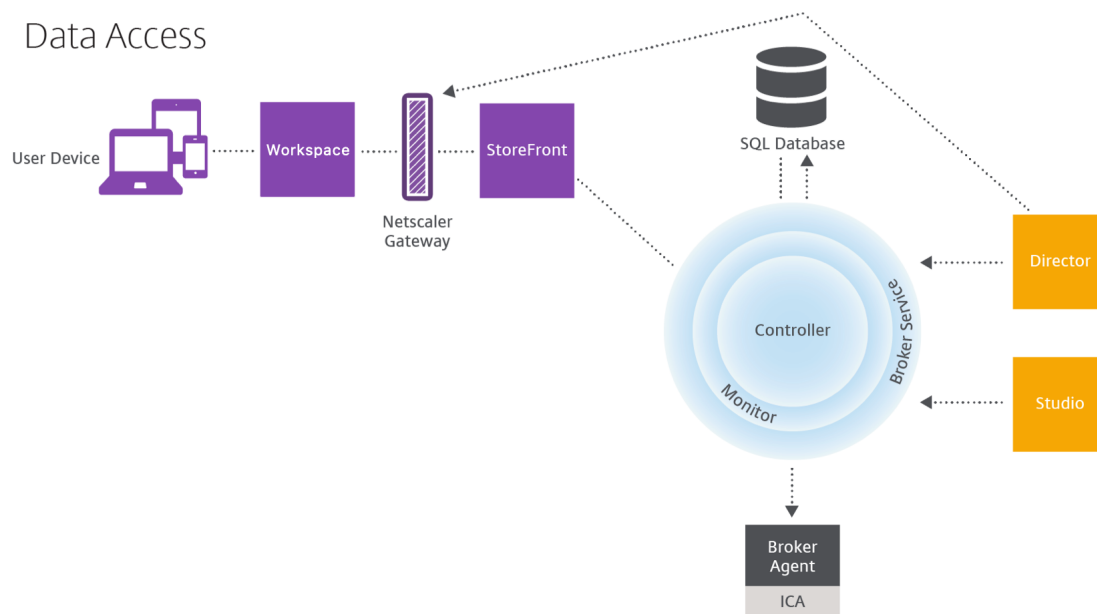 Data Access
User Device
Workspace
Netscaler
Gateway
StoreFront
SQL Database
Director
Controller
Broker Service
Monitor
Studio
Broker
Agent
ICA